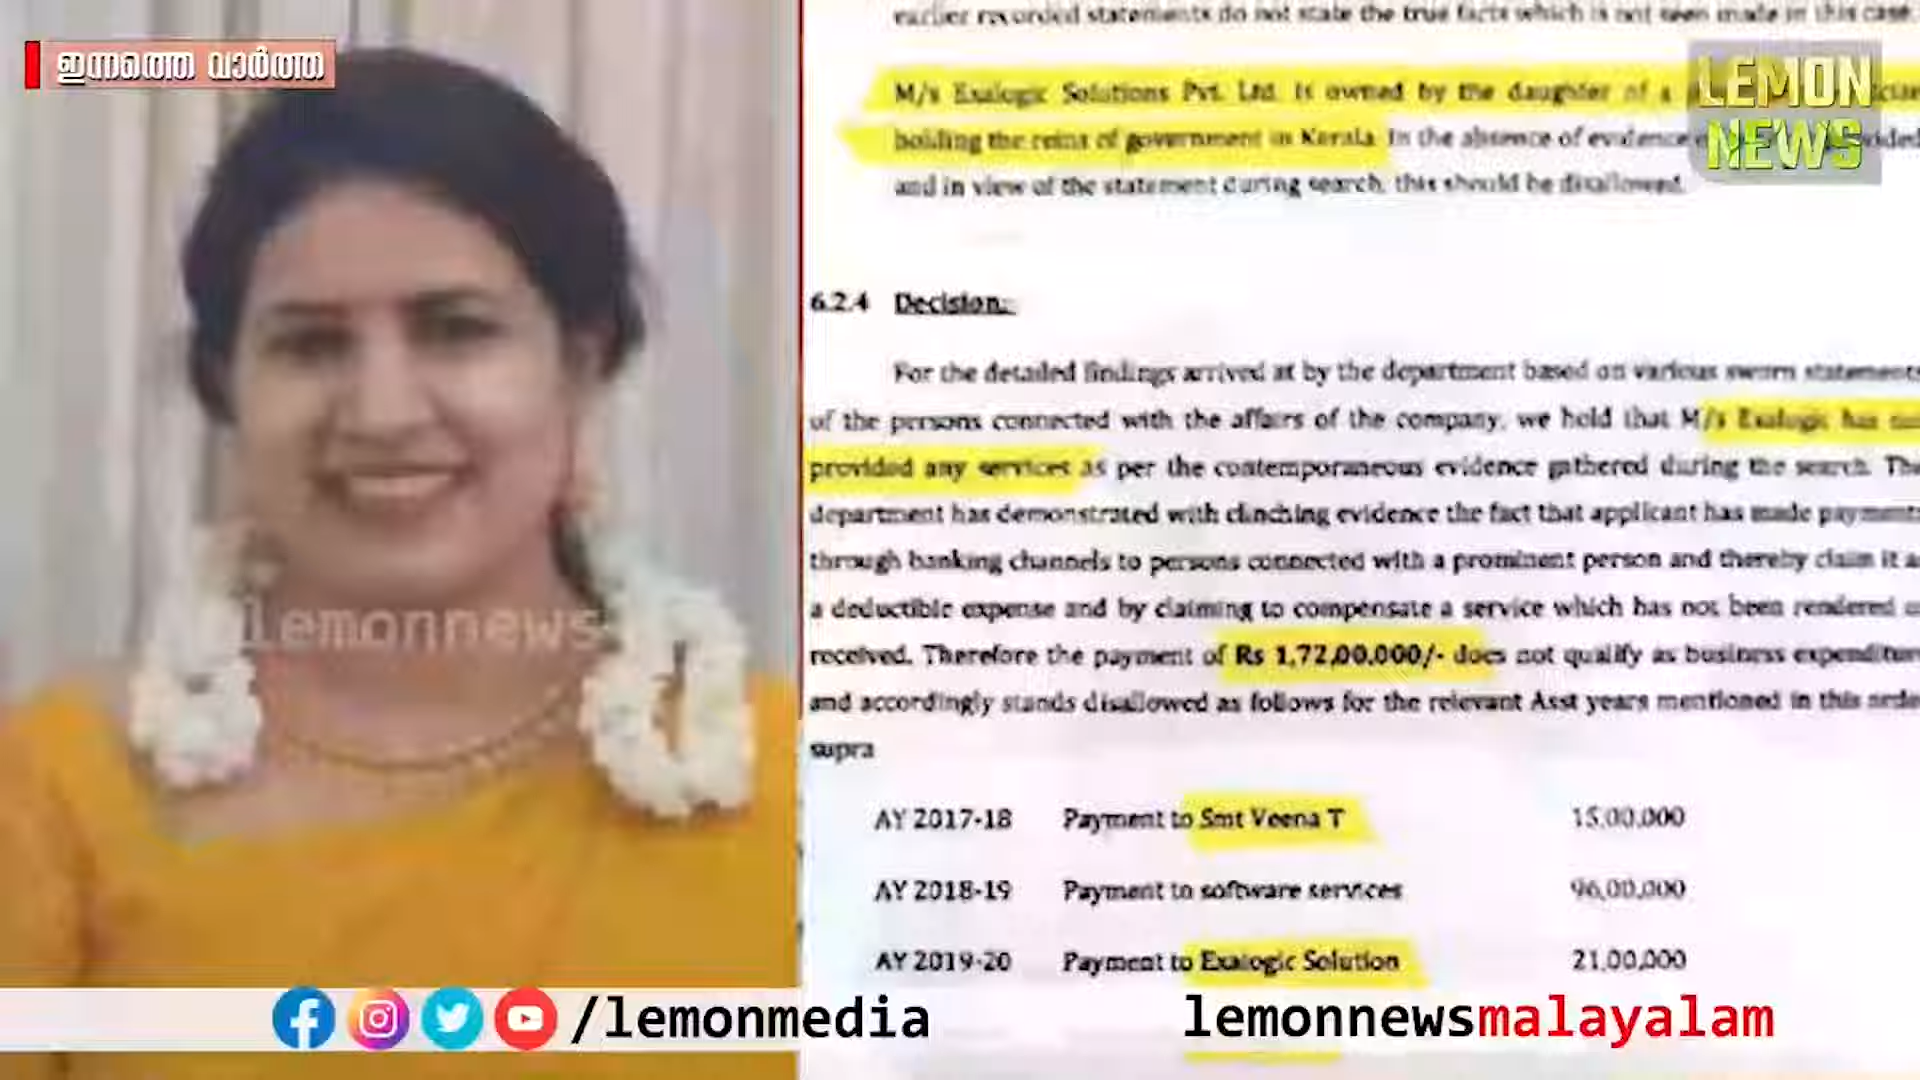 ഇന്നത്തെ വാർത്ത
LEMON
NEWS
lemonnews
earlier recorded statements do not state the true facts which is not seen made in this case.
M/s Exalogic Solutions Pvt. Ltd. is owned by the daughter of a
holding the reins of government in Kerala. In the absence of evidence
and in view of the statement during search, this should be disallowed.
6.2.4 Decision:
For the detailed findings arrived at by the department based on various sworn statements
of the persons connected with the affairs of the company, we hold that M/s Exalogic has not
provided any services as per the contemporaneous evidence gathered during the search. The
department has demonstrated with clinching evidence the fact that applicant has made payments
through banking channels to persons connected with a prominent person and thereby claim it a
a deductible expense and by claiming to compensate a service which has not been rendered o
received. Therefore the payment of Rs 1,72,00,000/- does not qualify as business expenditure
and accordingly stands disallowed as follows for the relevant Asst years mentioned in this orde
supra
AY 2017-18 Payment to Smt Veena T 15,00,000
AY 2018-19 Payment to software services 96,00,000
AY 2019-20 Payment to Exalogic Solution 21,00,000
/lemonmedia
lemonnewsmalayalam